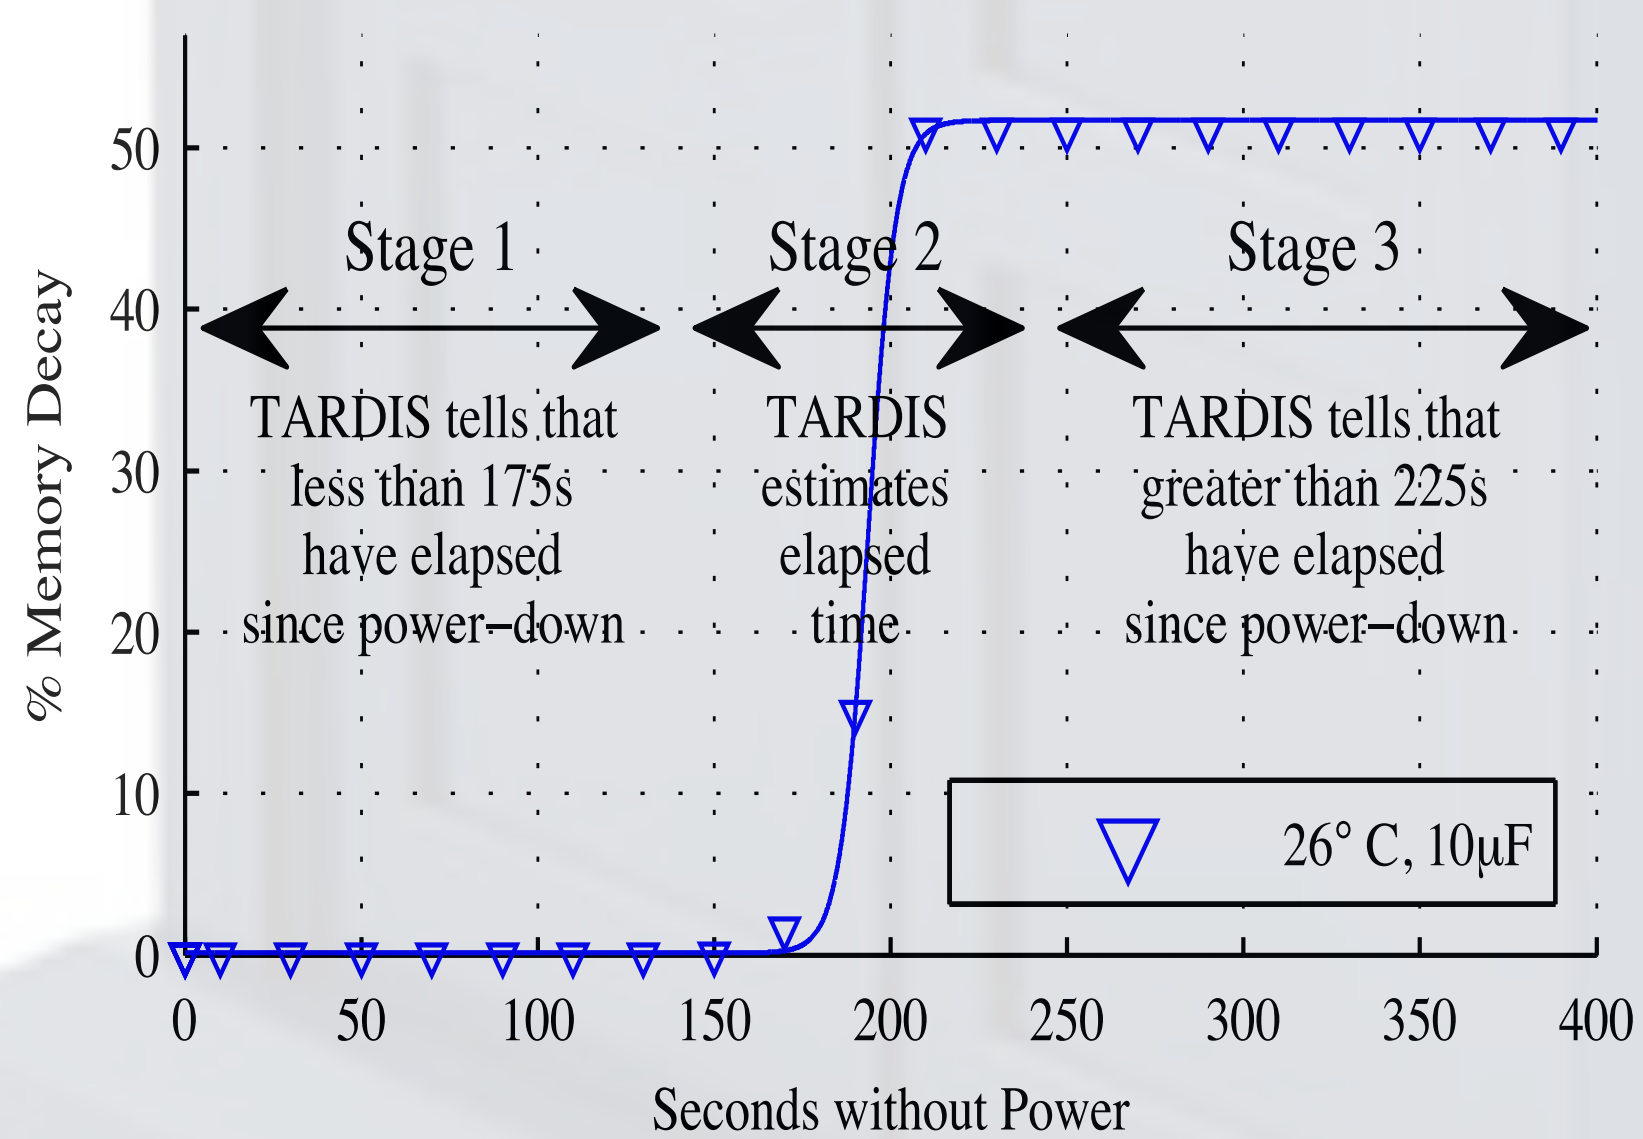 % Memory Decay
50
40
30
20
10
0
Stage 1
TARDIS tells that
less than 175s
have elapsed
since power–down
Stage 2
TARDIS
estimates
elapsed
time
Stage 3
TARDIS tells that
greater than 225s
have elapsed
since power–down
26° C, 10µF
0 50 100 150 200 250 300 350 400
Seconds without Power